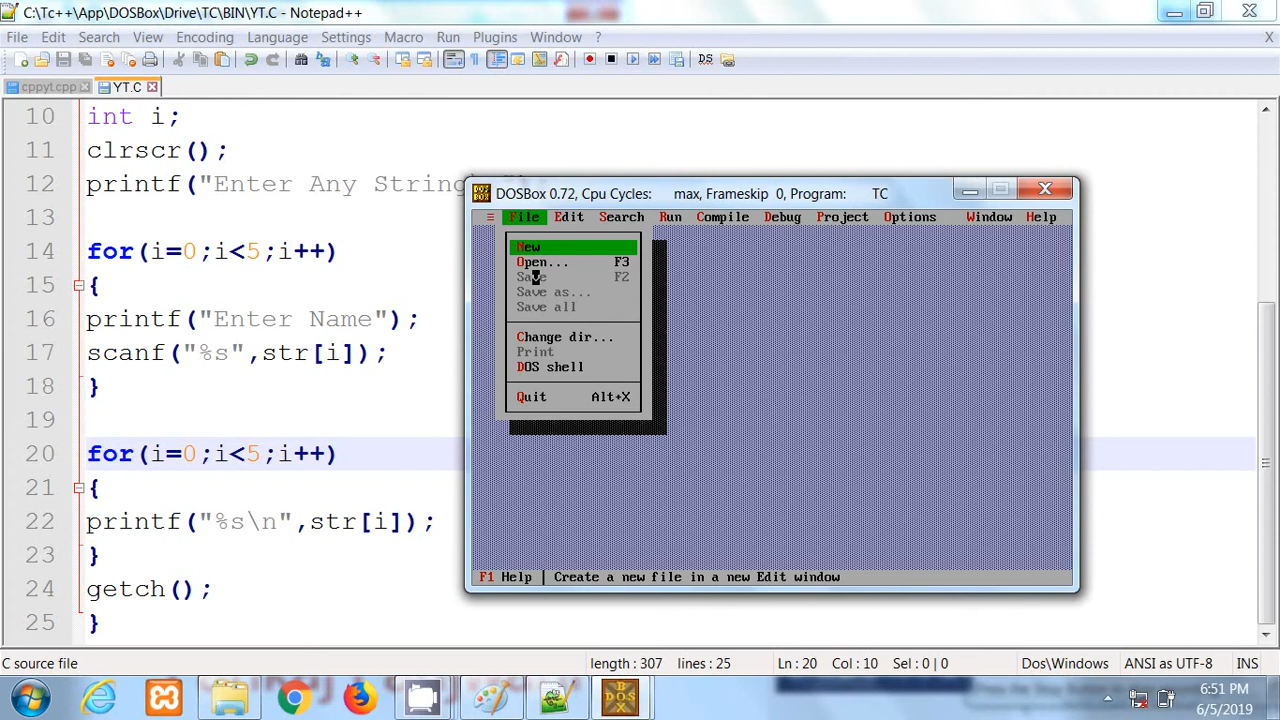 C:\Tc++\App\DOSBox\Drive\TC\BIN\YT.C - Notepad++
File Edit Search View Encoding Language Settings Macro Run Plugins Window ? X
cppyt.cpp YT.C
10 int i;
11 clrscr();
12 printf("Enter Any String
13
14 for(i=0;i<5;i++)
15 {
16 printf("Enter Name");
17 scanf("%s",str[i]);
18 }
19
20 for(i=0;i<5;i++)
21 {
22 printf("%s\n",str[i]);
23 }
24 getch();
25 }
DOSBox 0.72, Cpu Cycles: max, Frameskip 0, Program: TC
≡ File Edit Search Run Compile Debug Project Options Window Help
New
Open... F3
Save F2
Save as...
Save all
Change dir...
Print
DOS shell
Quit Alt+X
F1 Help | Create a new file in a new Edit window
C source file length : 307 lines : 25 Ln : 20 Col : 10 Sel : 0 | 0 Dos\Windows ANSI as UTF-8 INS
6:51 PM
6/5/2019